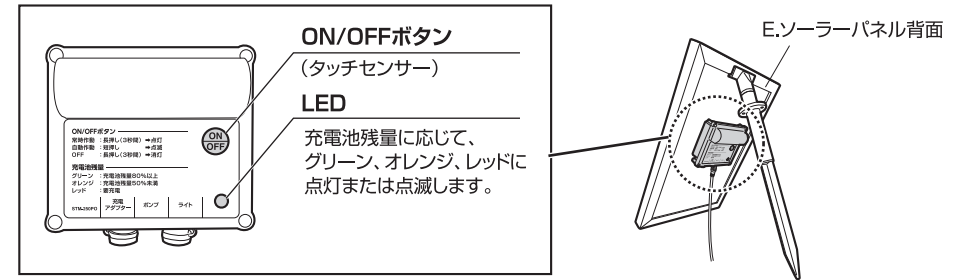 ON/OFFボタン
(タッチセンサー)
LED
充電池残量に応じて、
グリーン、オレンジ、レッドに
点灯または点滅します。
E.ソーラーパネル背面
ON/OFFボタン
常時作動:長押し(3秒間) ➡点灯
自動作動:短押し ➡点滅
OFF :長押し(3秒間) ➡消灯
充電池残量
グリーン :充電池残量80%以上
オレンジ :充電池残量50%未満
レッド :要充電
ON
OFF
STM-250FG
充電
アダプター
ポンプ
ライト